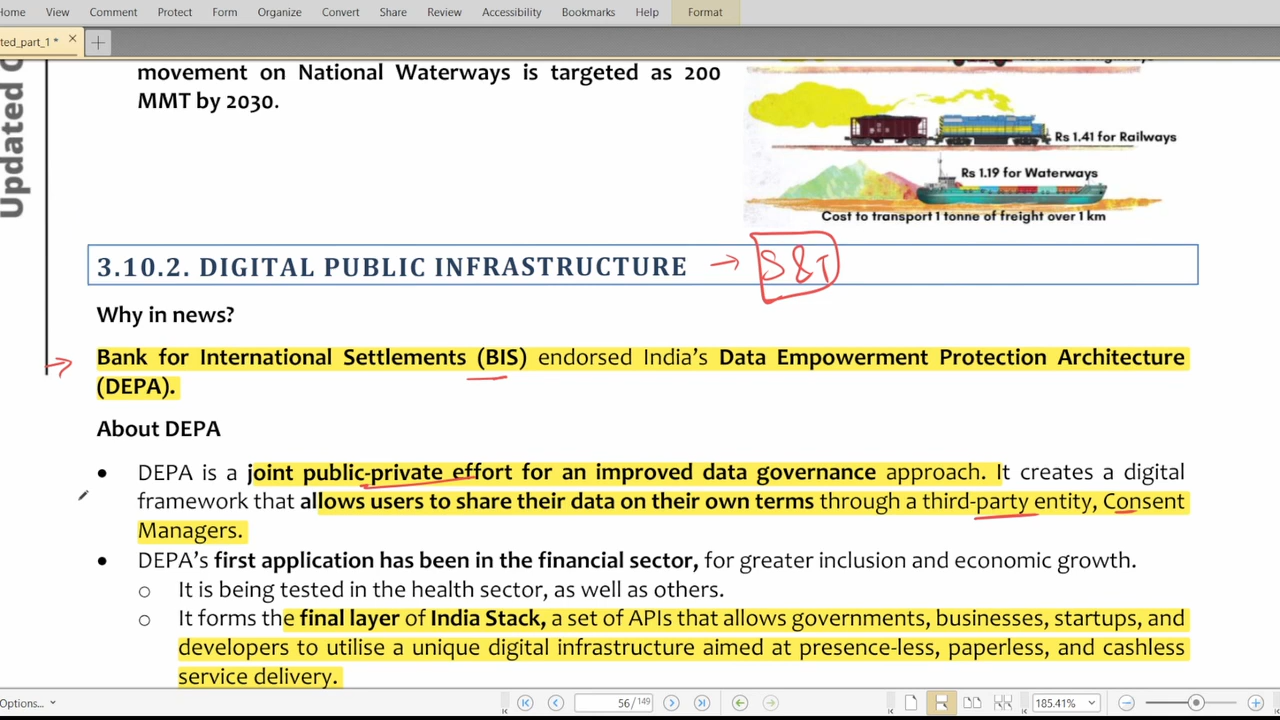 Home View Comment Protect Form Organize Convert Share Review Accessibility Bookmarks Help Format
ted_part_1 *
Updated
movement on National Waterways is targeted as 200
MMT by 2030.
Rs 1.41 for Railways
Rs 1.19 for Waterways
Cost to transport 1 tonne of freight over 1 km
3.10.2. DIGITAL PUBLIC INFRASTRUCTURE → S&T
Why in news?
Bank for International Settlements (BIS) endorsed India's Data Empowerment Protection Architecture
(DEPA).
About DEPA
• DEPA is a joint public-private effort for an improved data governance approach. It creates a digital
framework that allows users to share their data on their own terms through a third-party entity, Consent
Managers.
• DEPA's first application has been in the financial sector, for greater inclusion and economic growth.
o It is being tested in the health sector, as well as others.
o It forms the final layer of India Stack, a set of APIs that allows governments, businesses, startups, and
developers to utilise a unique digital infrastructure aimed at presence-less, paperless, and cashless
service delivery.
Options... 56 / 149 185.41%